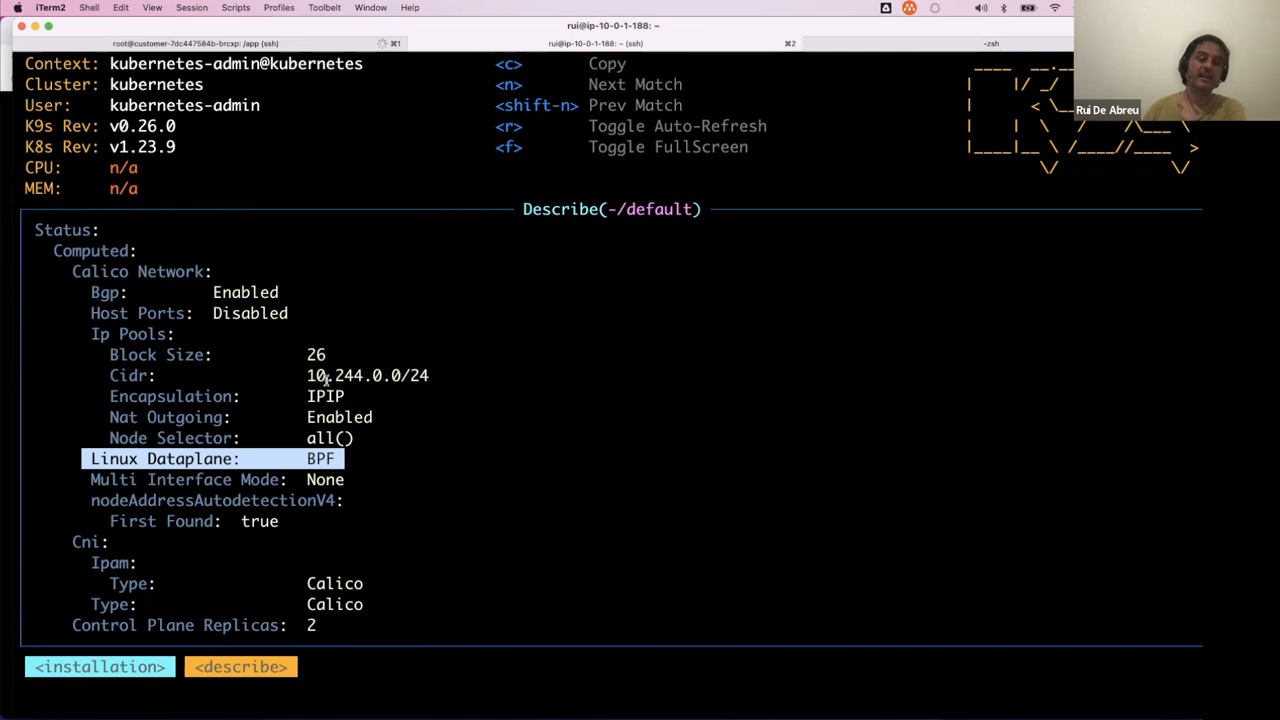 iTerm2 Shell Edit View Session Scripts Profiles Toolbelt Window Help
rui@ip-10-0-1-188: ~
root@customer-7dc447584b-brcxp: /app (ssh) ⌘1 rui@ip-10-0-1-188: ~ (ssh) ⌘2 -zsh
Context: kubernetes-admin@kubernetes <c> Copy
Cluster: kubernetes <n> Next Match
User: kubernetes-admin <shift-n> Prev Match
K9s Rev: v0.26.0 <r> Toggle Auto-Refresh
K8s Rev: v1.23.9 <f> Toggle FullScreen
CPU: n/a
MEM: n/a
Rui De Abreu
Describe(-/default)
Status:
Computed:
Calico Network:
Bgp: Enabled
Host Ports: Disabled
Ip Pools:
Block Size: 26
Cidr: 10.244.0.0/24
Encapsulation: IPIP
Nat Outgoing: Enabled
Node Selector: all()
Linux Dataplane: BPF
Multi Interface Mode: None
nodeAddressAutodetectionV4:
First Found: true
Cni:
Ipam:
Type: Calico
Type: Calico
Control Plane Replicas: 2
<installation> <describe>